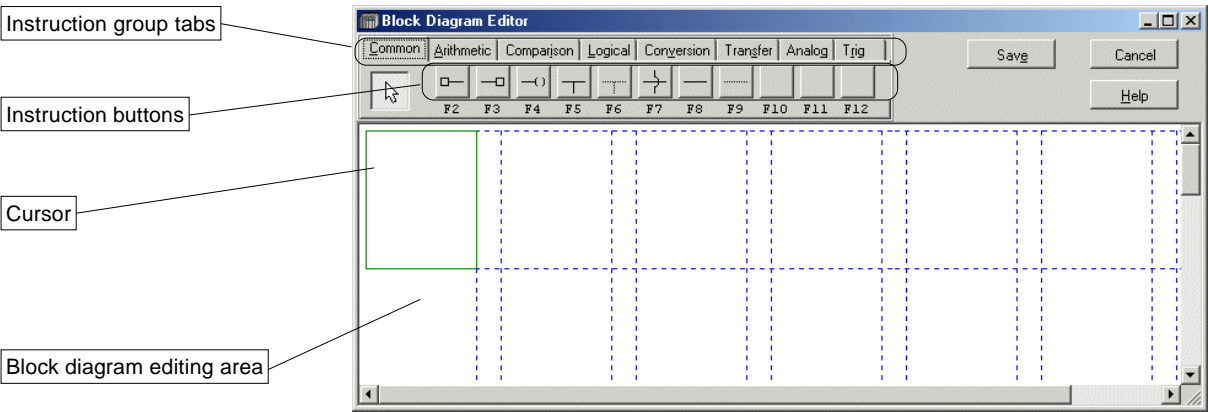 Instruction group tabs
Block Diagram Editor
Common Arithmetic Comparison Logical Conversion Transfer Analog Trig
Save Cancel
Instruction buttons
Help
F2 F3 F4 F5 F6 F7 F8 F9 F10 F11 F12
Cursor
Block diagram editing area